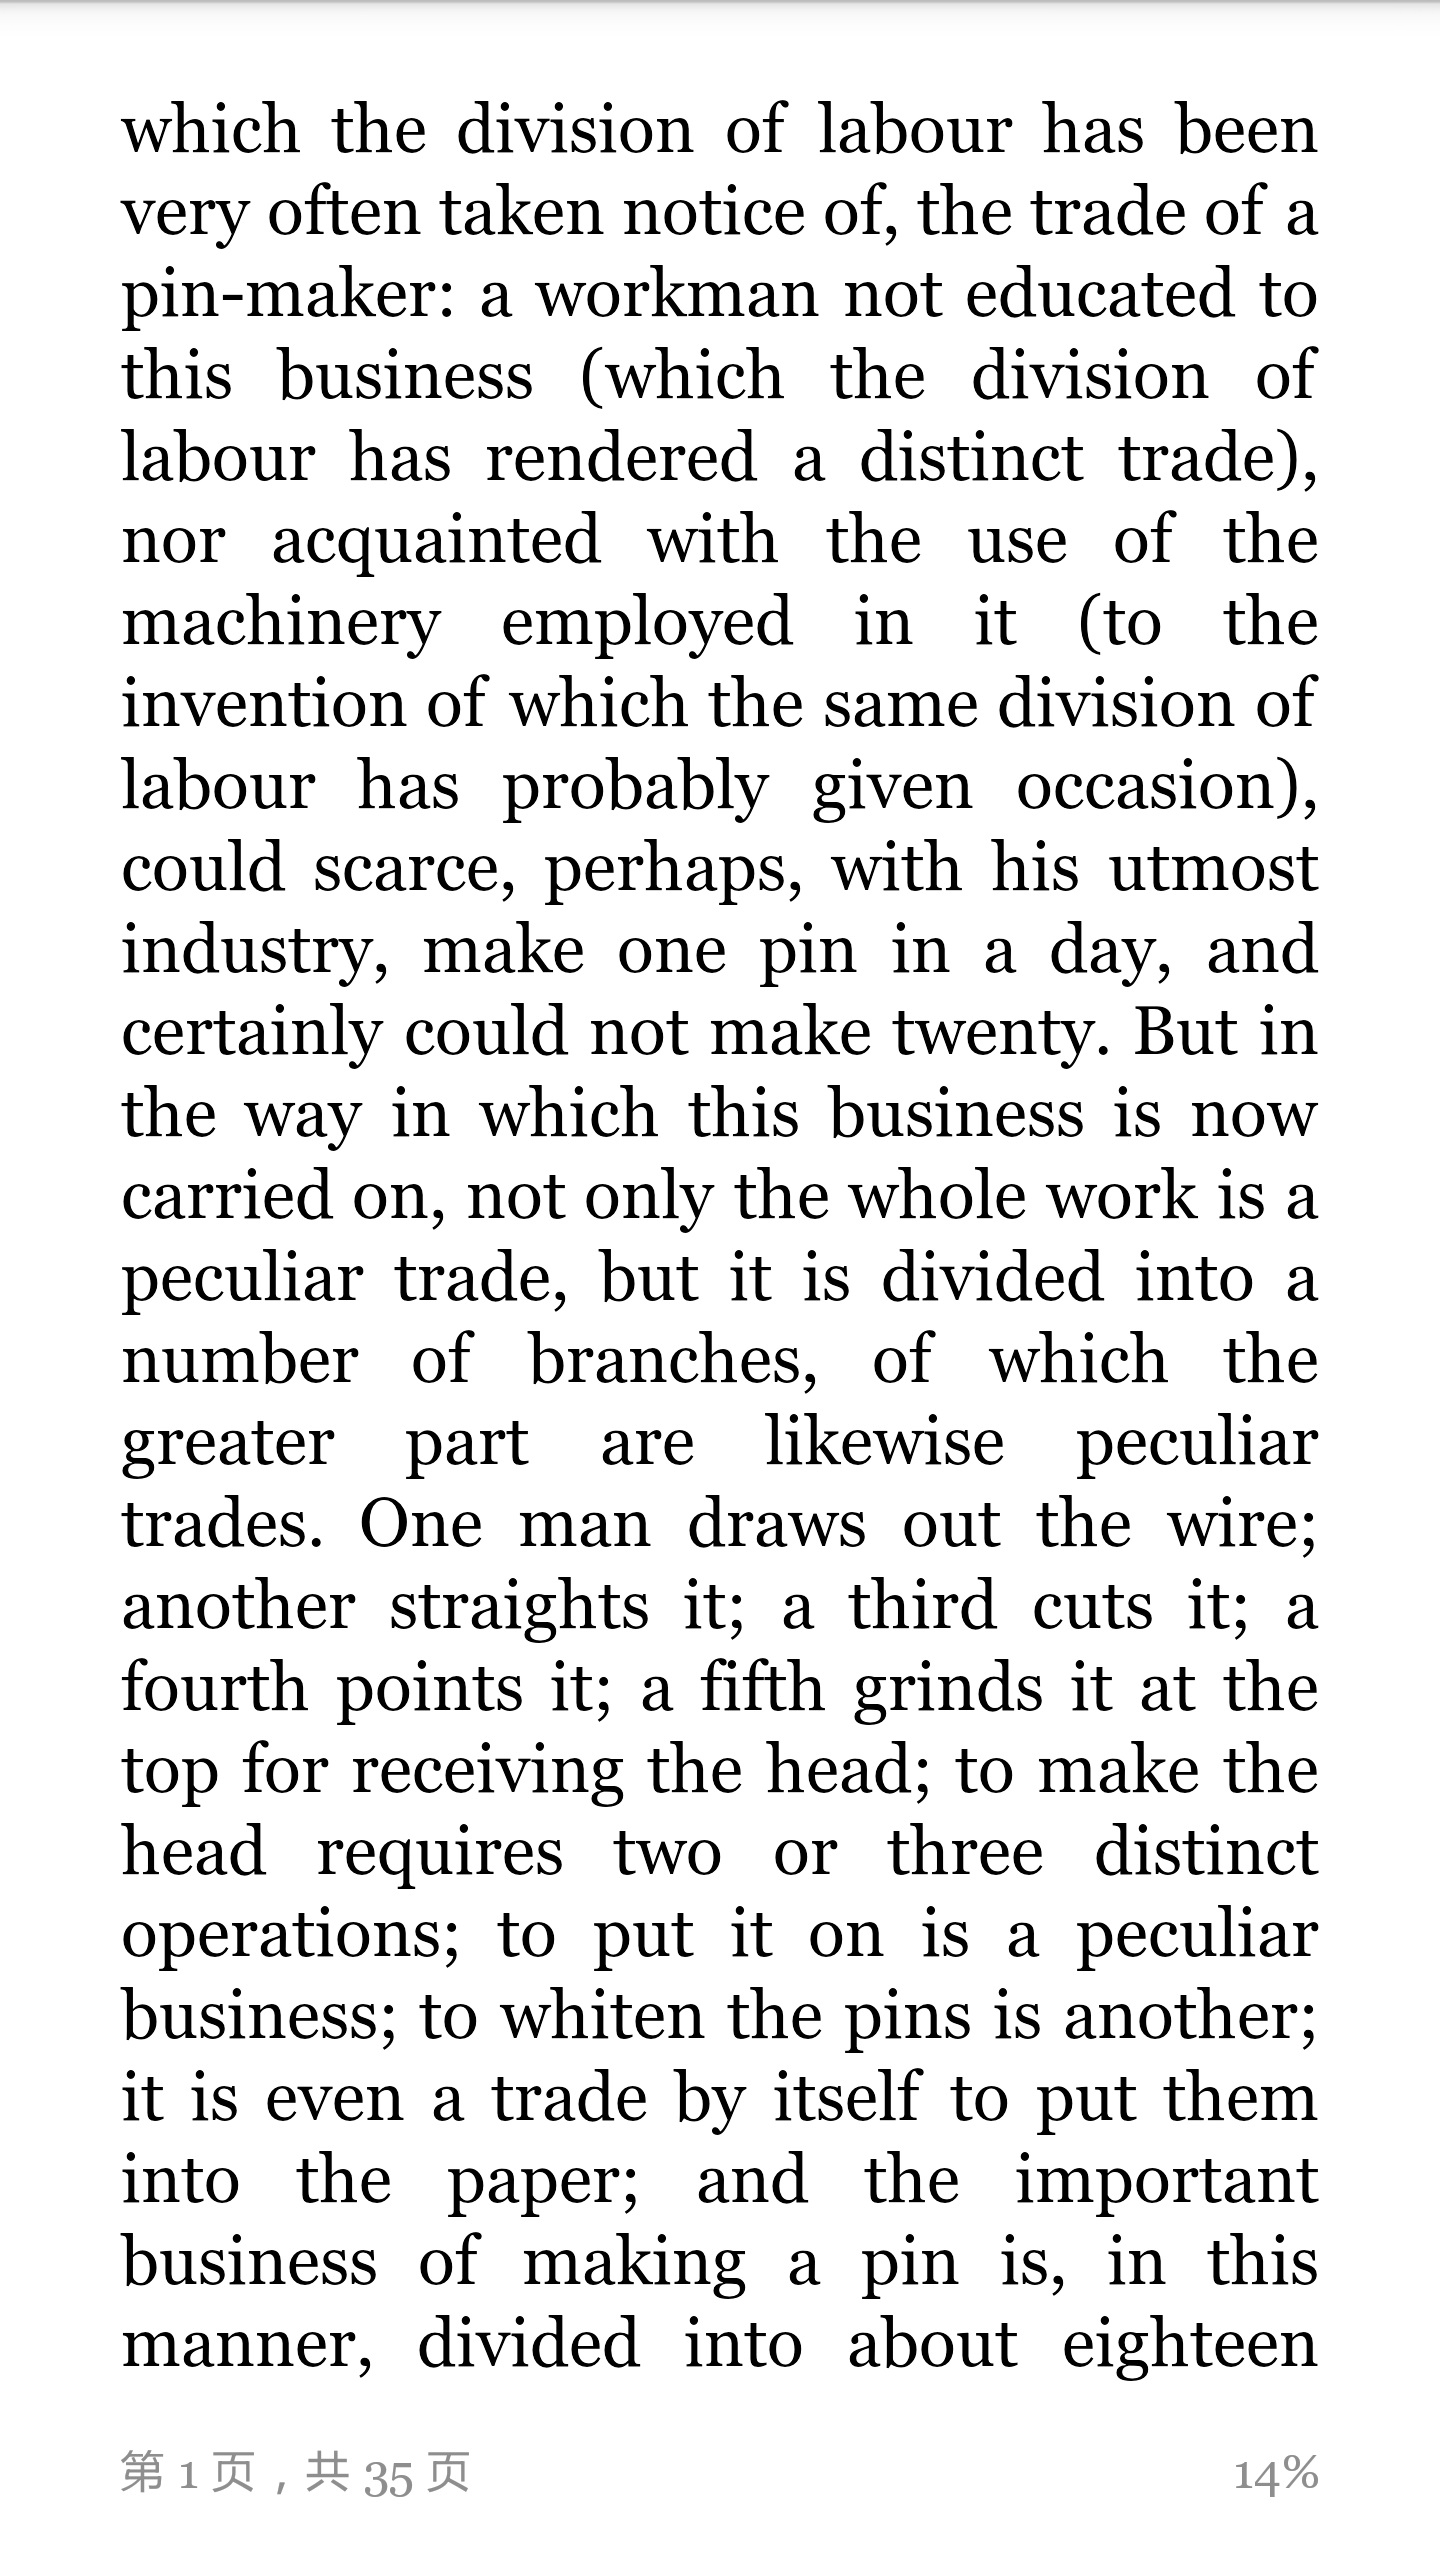 which the division of labour has been
very often taken notice of, the trade of a
pin-maker: a workman not educated to
this business (which the division of
labour has rendered a distinct trade),
nor acquainted with the use of the
machinery employed in it (to the
invention of which the same division of
labour has probably given occasion),
could scarce, perhaps, with his utmost
industry, make one pin in a day, and
certainly could not make twenty. But in
the way in which this business is now
carried on, not only the whole work is a
peculiar trade, but it is divided into a
number of branches, of which the
greater part are likewise peculiar
trades. One man draws out the wire;
another straights it; a third cuts it; a
fourth points it; a fifth grinds it at the
top for receiving the head; to make the
head requires two or three distinct
operations; to put it on is a peculiar
business; to whiten the pins is another;
it is even a trade by itself to put them
into the paper; and the important
business of making a pin is, in this
manner, divided into about eighteen
第 1 页，共 35 页 14%